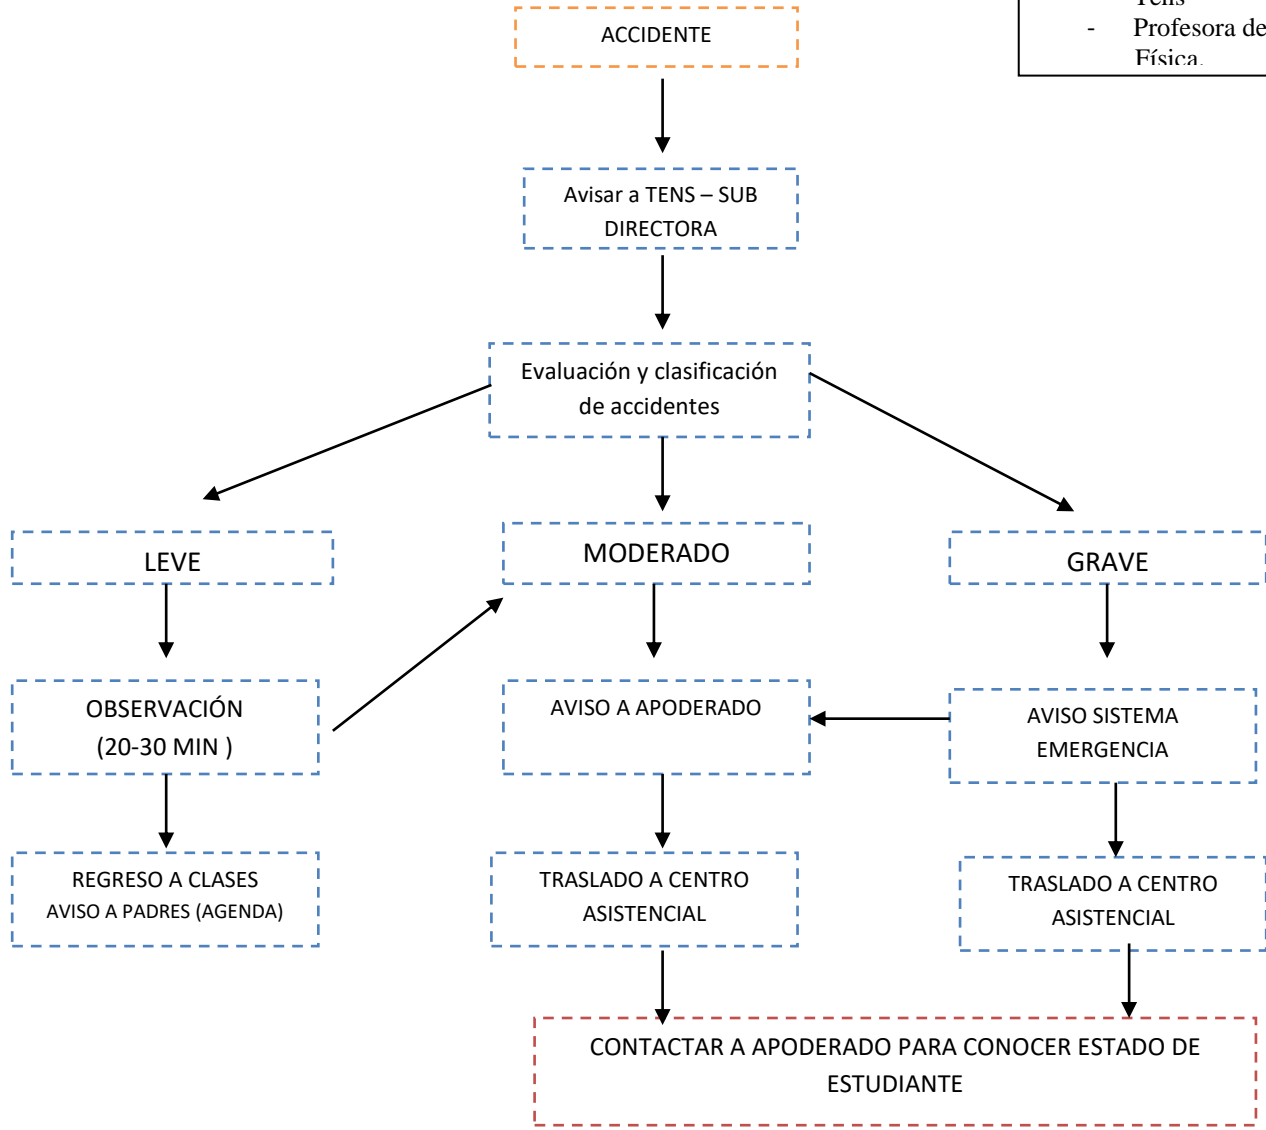 Tens
- Profesora de
Física.
ACCIDENTE
Avisar a TENS – SUB
DIRECTORA
Evaluación y clasificación
de accidentes
LEVE
MODERADO
GRAVE
OBSERVACIÓN
(20-30 MIN )
AVISO A APODERADO
AVISO SISTEMA
EMERGENCIA
REGRESO A CLASES
AVISO A PADRES (AGENDA)
TRASLADO A CENTRO
ASISTENCIAL
TRASLADO A CENTRO
ASISTENCIAL
CONTACTAR A APODERADO PARA CONOCER ESTADO DE
ESTUDIANTE